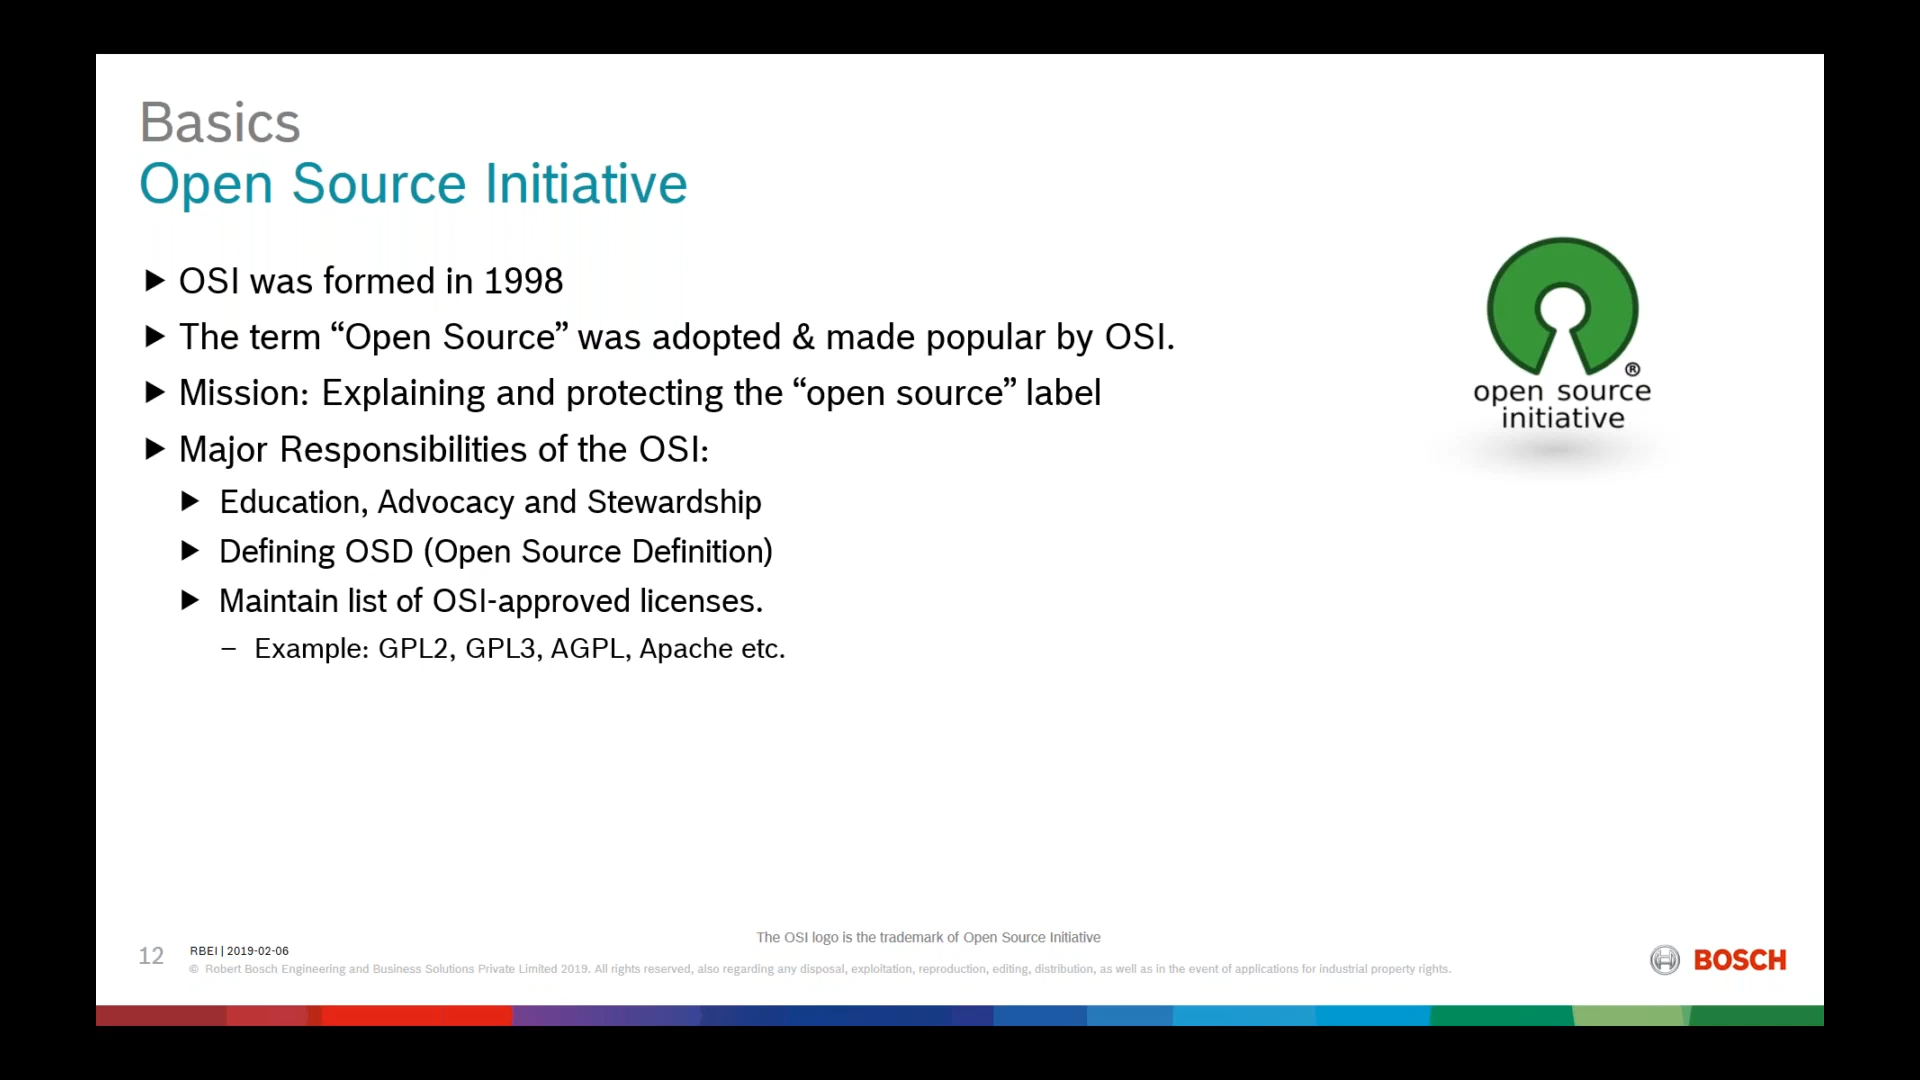 Basics
Open Source Initiative
► OSI was formed in 1998
► The term “Open Source” was adopted & made popular by OSI.
► Mission: Explaining and protecting the “open source” label
► Major Responsibilities of the OSI:
► Education, Advocacy and Stewardship
► Defining OSD (Open Source Definition)
► Maintain list of OSI-approved licenses.
– Example: GPL2, GPL3, AGPL, Apache etc.
®
open source
initiative
The OSI logo is the trademark of Open Source Initiative
12
RBEI | 2019-02-06
© Robert Bosch Engineering and Business Solutions Private Limited 2019. All rights reserved, also regarding any disposal, exploitation, reproduction, editing, distribution, as well as in the event of applications for industrial property rights.
BOSCH